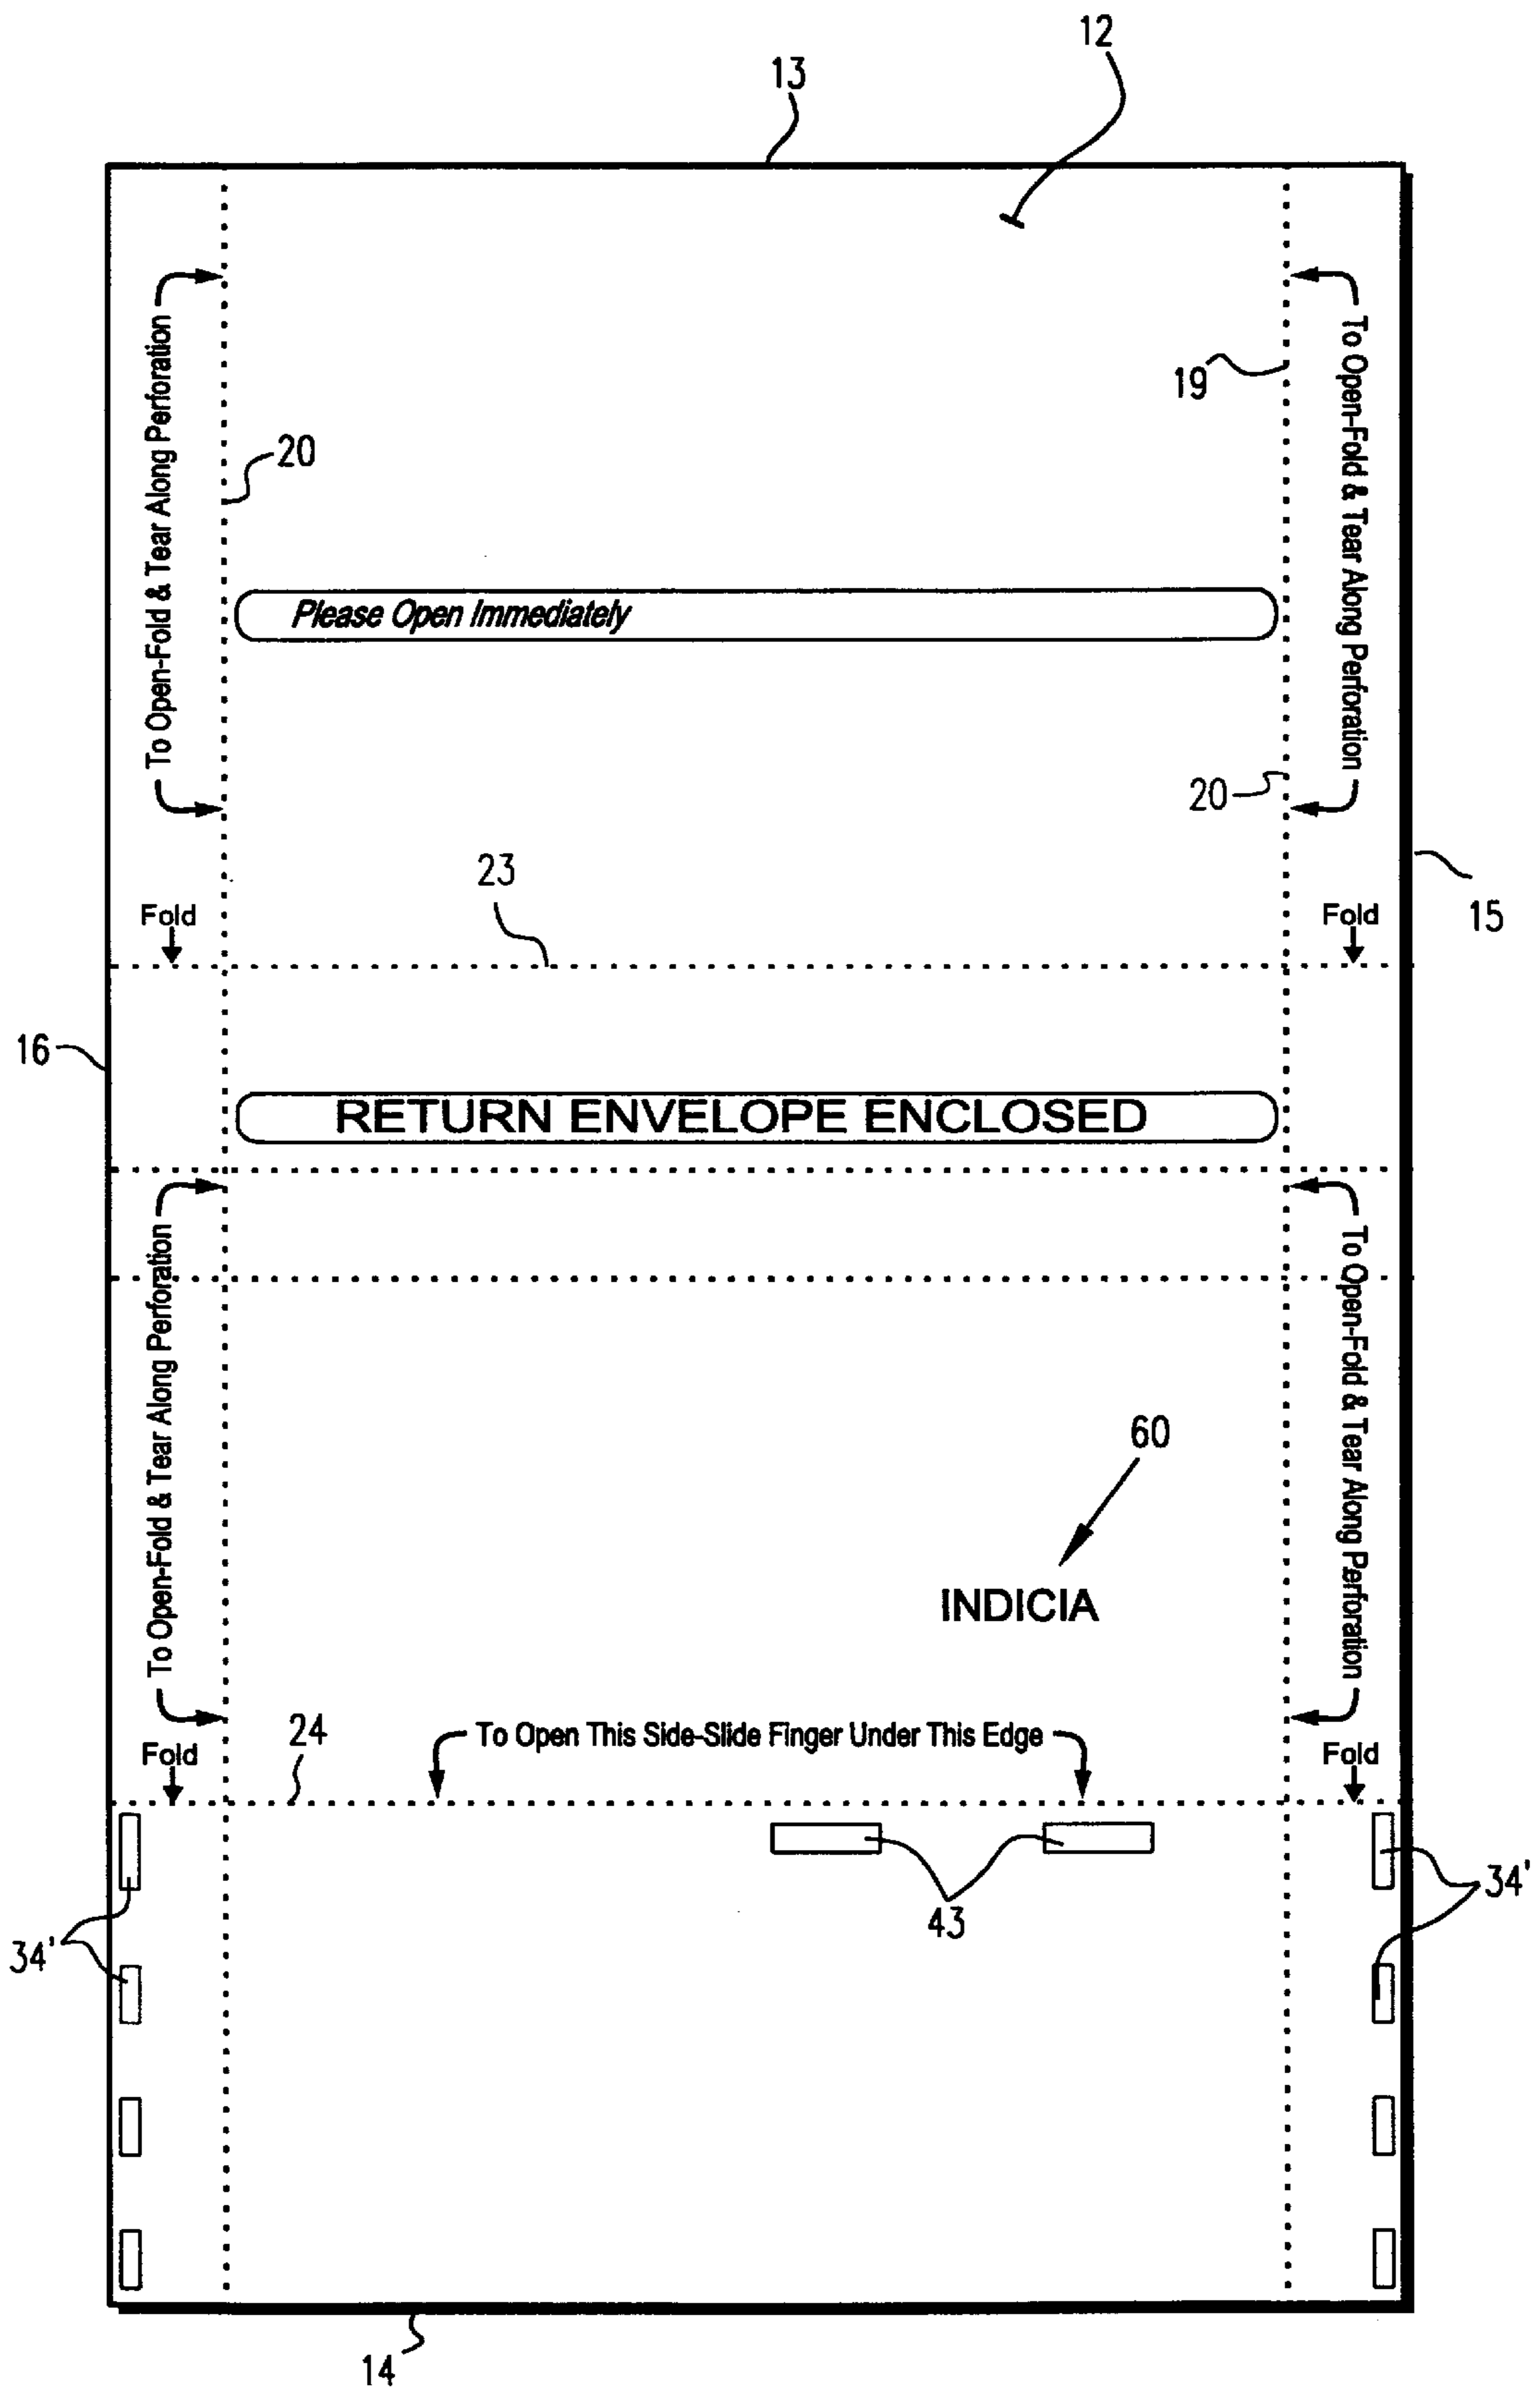 12
13
To Open-Fold & Tear Along Perforation
To Open-Fold & Tear Along Perforation
19
20
Please Open Immediately
20
23
Fold
Fold
15
16
RETURN ENVELOPE ENCLOSED
To Open-Fold & Tear Along Perforation
To Open-Fold & Tear Along Perforation
60
INDICIA
24
To Open This Side-Slide Finger Under This Edge
Fold
Fold
34'
43
34'
14